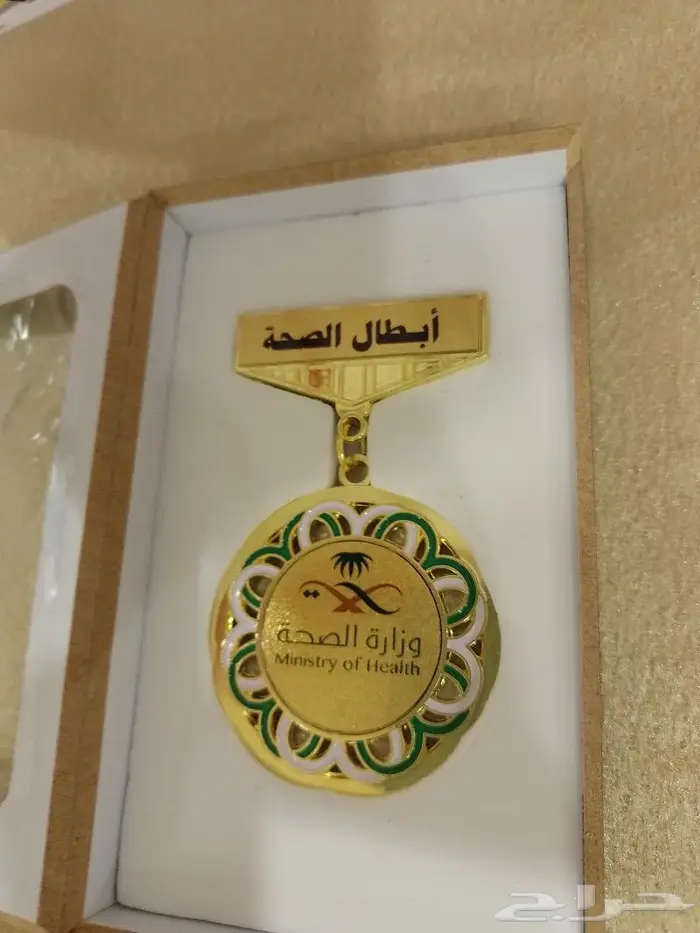 أبطال الصحة
وزارة الصحة
Ministry of Health
حراج